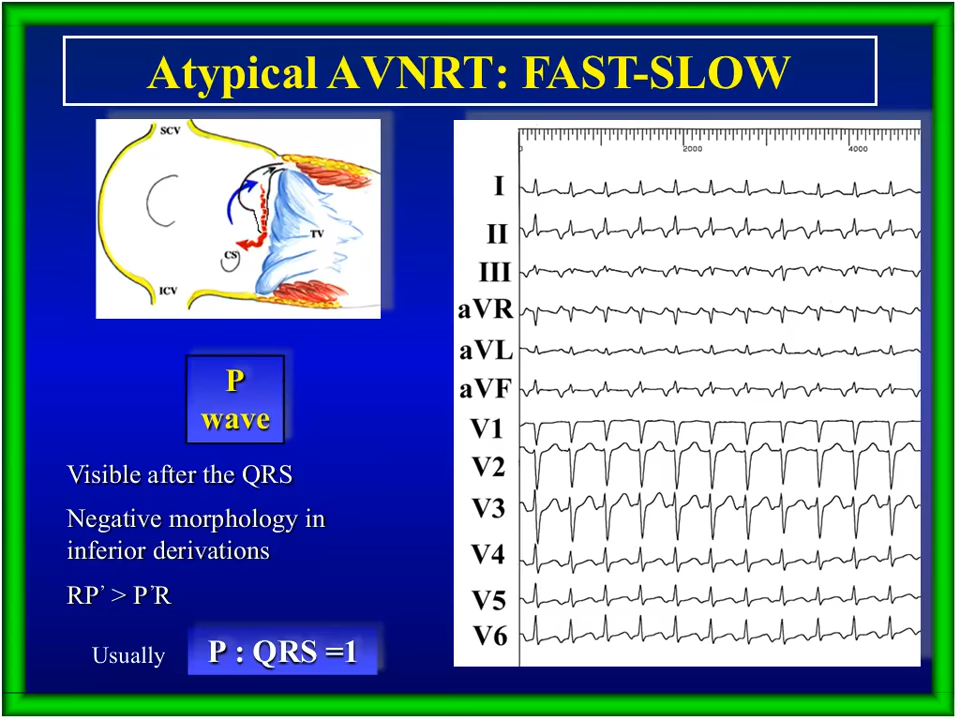 Atypical AVNRT: FAST-SLOW
SCV
TV
CS
ICV
P
wave
Visible after the QRS
Negative morphology in
inferior derivations
RP’ > P’R
Usually P : QRS =1
0 2000 4000
I
II
III
aVR
aVL
aVF
V1
V2
V3
V4
V5
V6